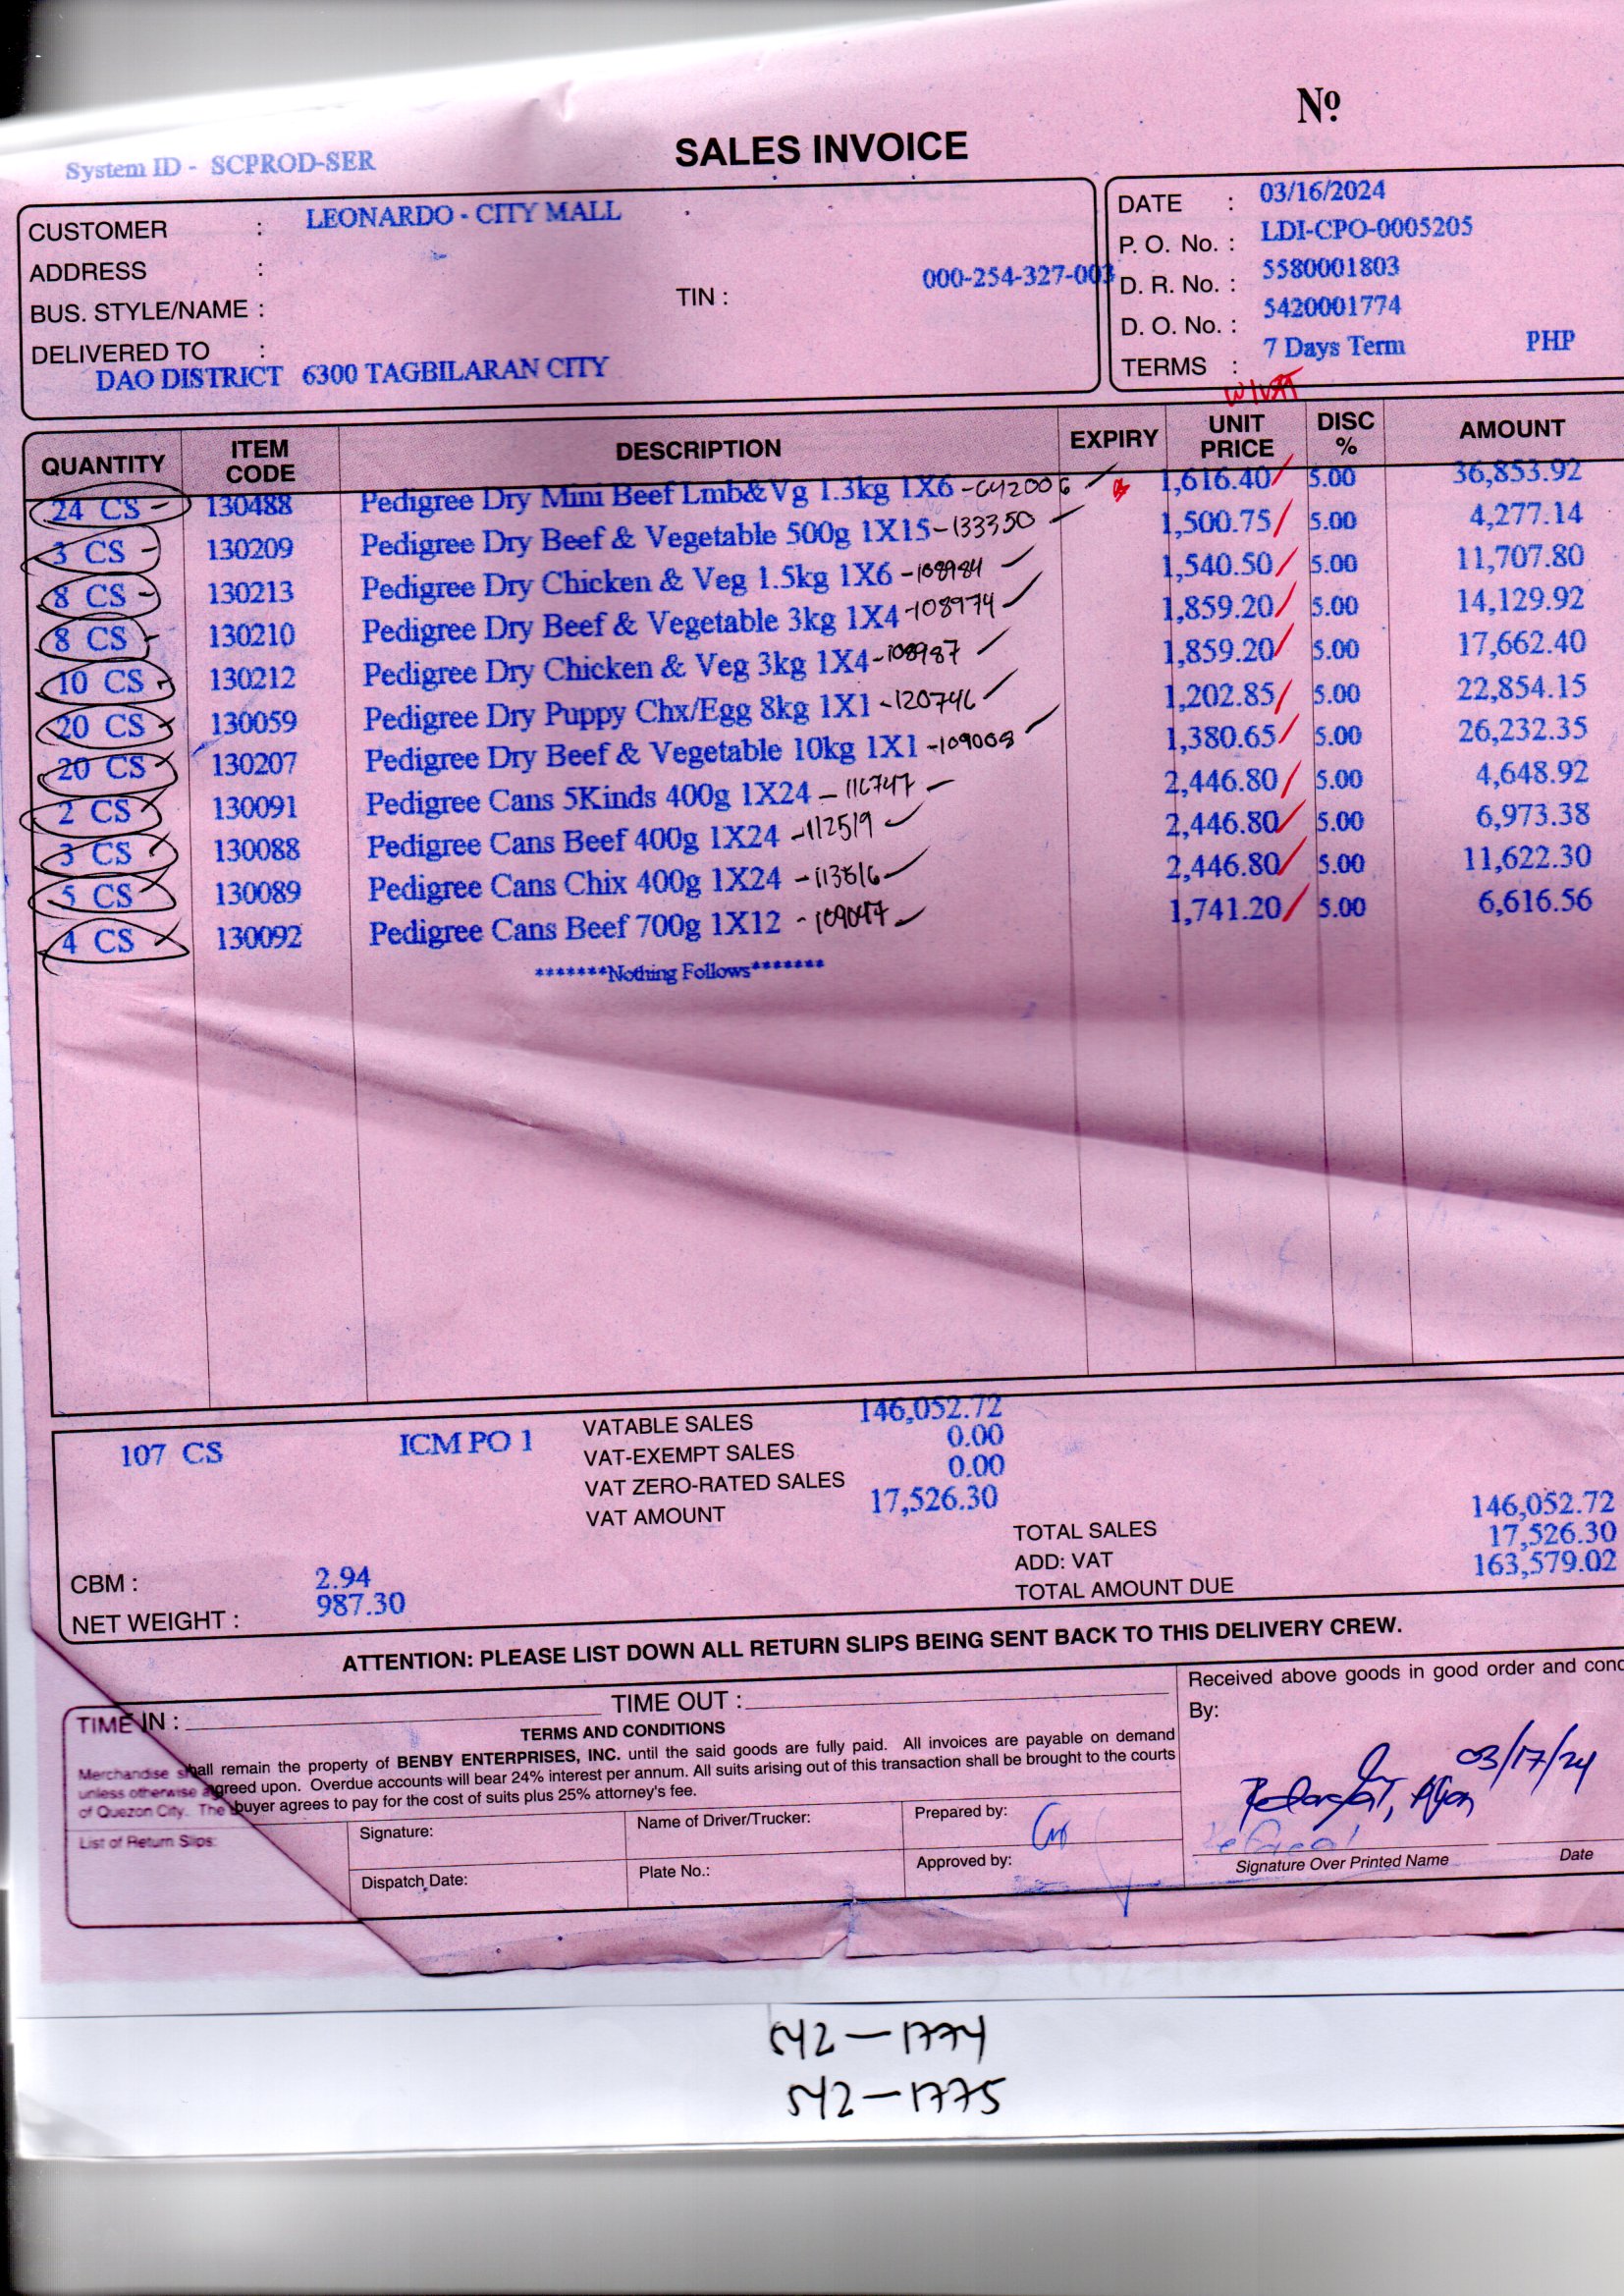 Nº
SALES INVOICE
System ID - SCPROD-SER
CUSTOMER : LEONARDO - CITY MALL
ADDRESS :
BUS. STYLE/NAME :
TIN : 000-254-327-003
DELIVERED TO :
DAO DISTRICT 6300 TAGBILARAN CITY
DATE : 03/16/2024
P. O. No. : LDI-CPO-0005205
D. R. No. : 5580001803
D. O. No. : 5420001774
TERMS : 7 Days Term PHP
W/VAT
QUANTITY ITEM CODE DESCRIPTION EXPIRY UNIT PRICE DISC % AMOUNT
24 CS 130488 Pedigree Dry Mini Beef Lmb&Vg 1.3kg 1X6 1,616.40 5.00 36,853.92
3 CS 130209 Pedigree Dry Beef & Vegetable 500g 1X15 -133350 1,500.75 5.00 4,277.14
8 CS 130213 Pedigree Dry Chicken & Veg 1.5kg 1X6 -108984 1,540.50 5.00 11,707.80
8 CS 130210 Pedigree Dry Beef & Vegetable 3kg 1X4 -108974 1,859.20 5.00 14,129.92
10 CS 130212 Pedigree Dry Chicken & Veg 3kg 1X4 -108987 1,859.20 5.00 17,662.40
20 CS 130059 Pedigree Dry Puppy Chx/Egg 8kg 1X1 -120746 1,202.85 5.00 22,854.15
20 CS 130207 Pedigree Dry Beef & Vegetable 10kg 1X1 -109008 1,380.65 5.00 26,232.35
2 CS 130091 Pedigree Cans 5Kinds 400g 1X24 - 116747 2,446.80 5.00 4,648.92
3 CS 130088 Pedigree Cans Beef 400g 1X24 -112519 2,446.80 5.00 6,973.38
5 CS 130089 Pedigree Cans Chix 400g 1X24 2,446.80 5.00 11,622.30
4 CS 130092 Pedigree Cans Beef 700g 1X12 - 109047 1,741.20 5.00 6,616.56
*******Nothing Follows*******
107 CS ICM PO 1
VATABLE SALES 146,052.72
VAT-EXEMPT SALES 0.00
VAT ZERO-RATED SALES 0.00
VAT AMOUNT 17,526.30
TOTAL SALES 146,052.72
ADD: VAT 17,526.30
TOTAL AMOUNT DUE 163,579.02
CBM : 2.94
NET WEIGHT : 987.30
ATTENTION: PLEASE LIST DOWN ALL RETURN SLIPS BEING SENT BACK TO THIS DELIVERY CREW.
TIME IN : TIME OUT :
TERMS AND CONDITIONS
Merchandise shall remain the property of BENBY ENTERPRISES, INC. until the said goods are fully paid. All invoices are payable on demand
unless otherwise agreed upon. Overdue accounts will bear 24% interest per annum. All suits arising out of this transaction shall be brought to the courts
of Quezon City. The buyer agrees to pay for the cost of suits plus 25% attorney's fee.
List of Return Slips:
Signature:
Name of Driver/Trucker:
Prepared by:
Dispatch Date:
Plate No.:
Approved by:
Received above goods in good order and cond
By:
03/17/24
Signature Over Printed Name Date
542-1774
542-1775